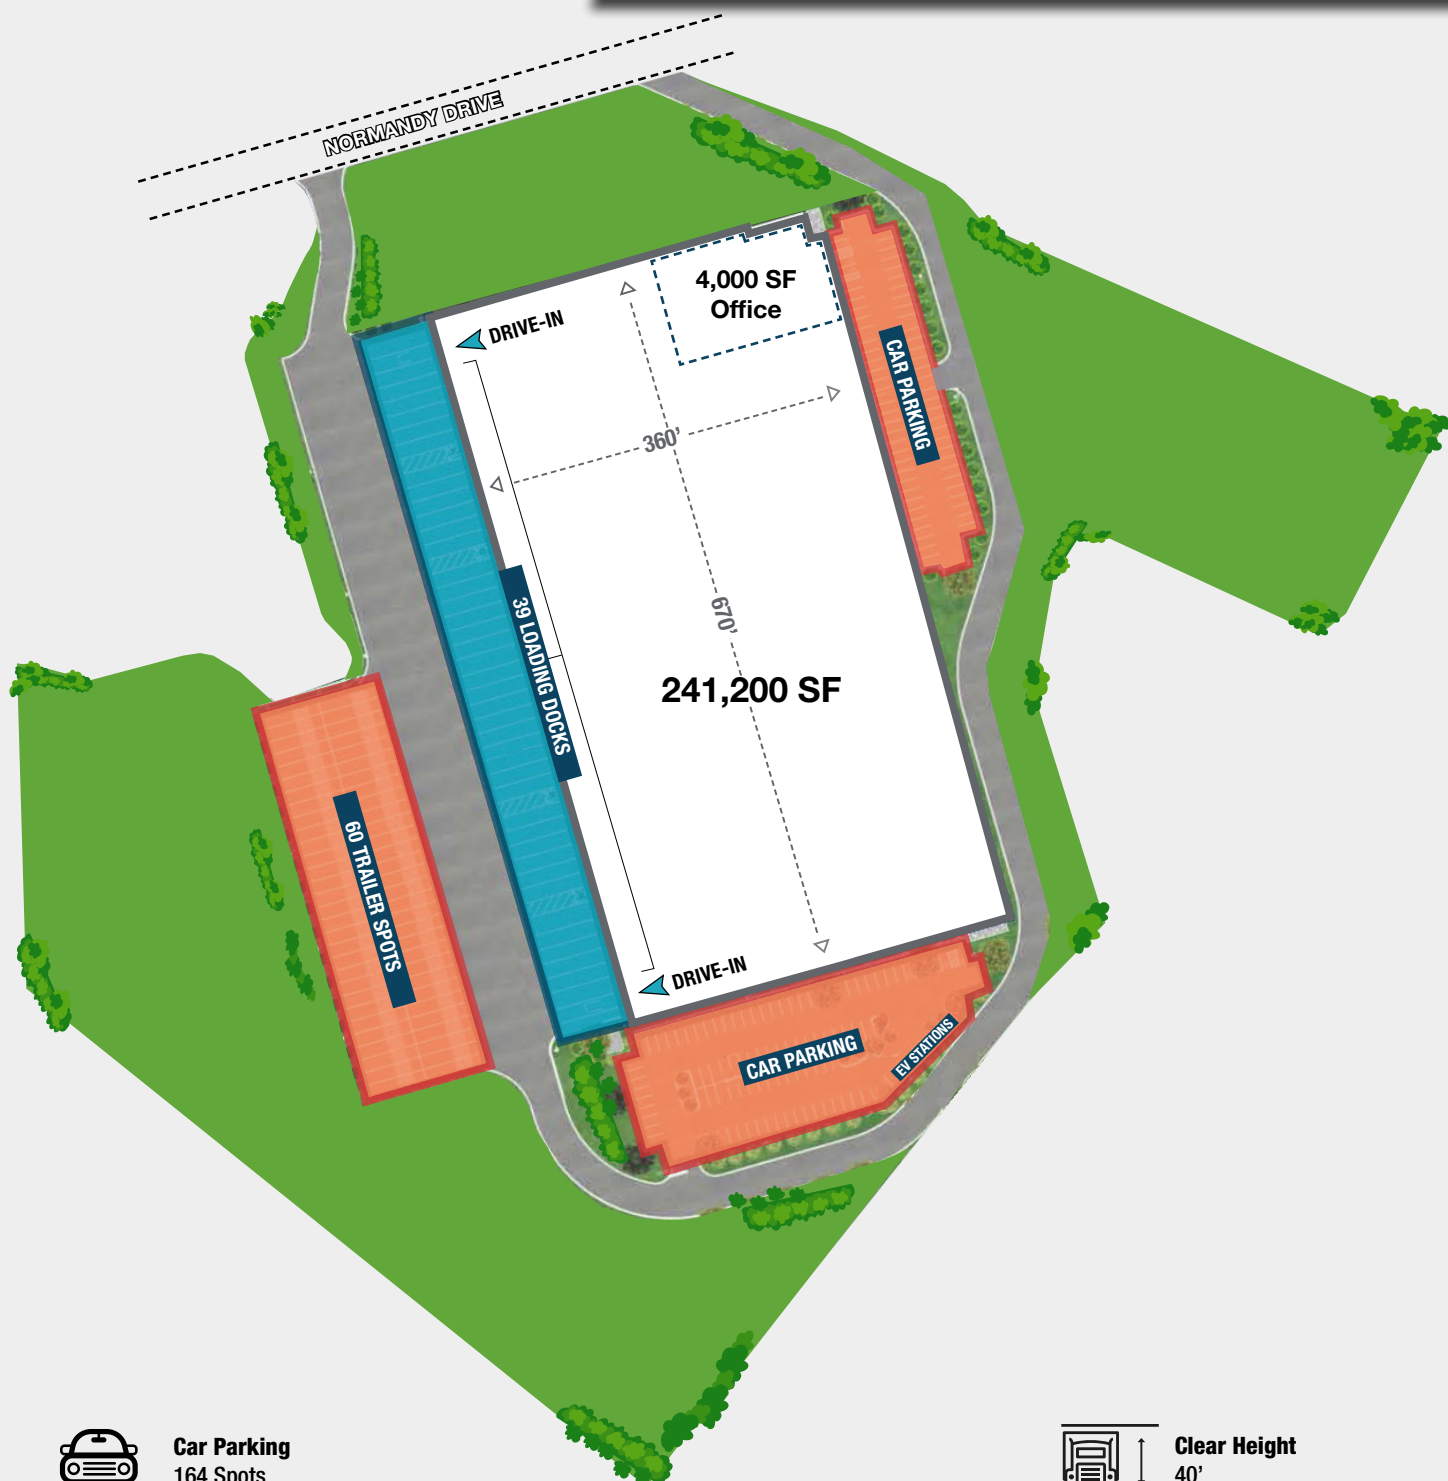 NORMANDY DRIVE
4,000 SF
Office
DRIVE-IN
CAR PARKING
360'
39 LOADING DOCKS
670'
241,200 SF
60 TRAILER SPOTS
DRIVE-IN
CAR PARKING
EV STATIONS
Car Parking
164 Spots
Clear Height
40'